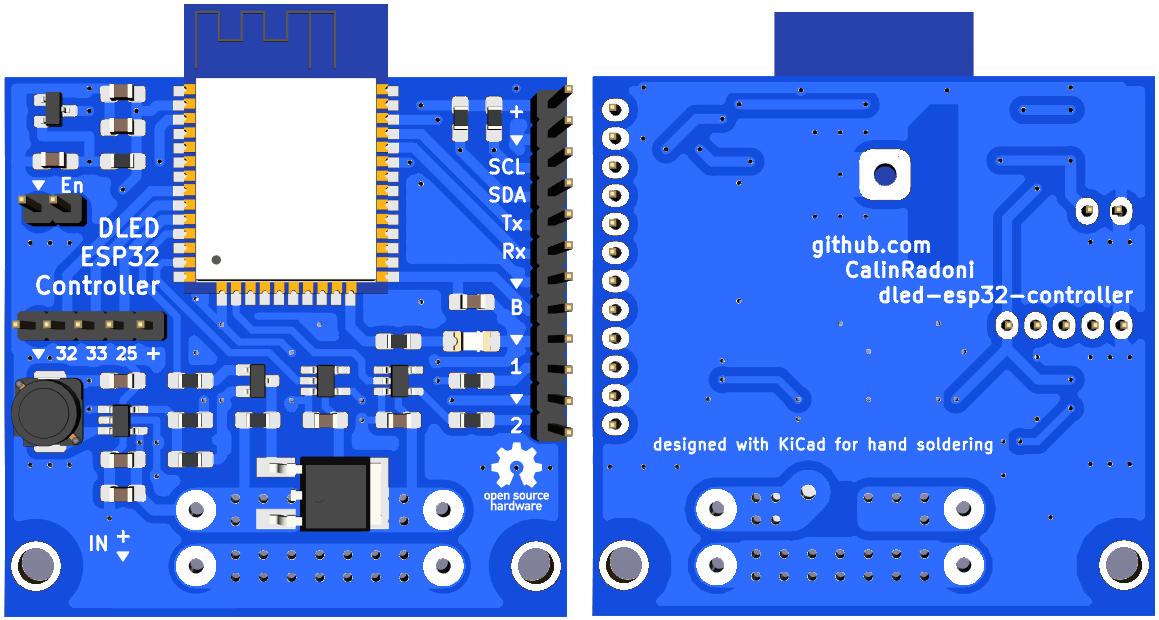 En
DLED
ESP32
Controller
▼ 32 33 25 +
+
▼
SCL
SDA
Tx
Rx
▼
B
▼
1
▼
2
open source
hardware
IN +
▼
github.com
CalinRadoni
dled-esp32-controller
designed with KiCad for hand soldering